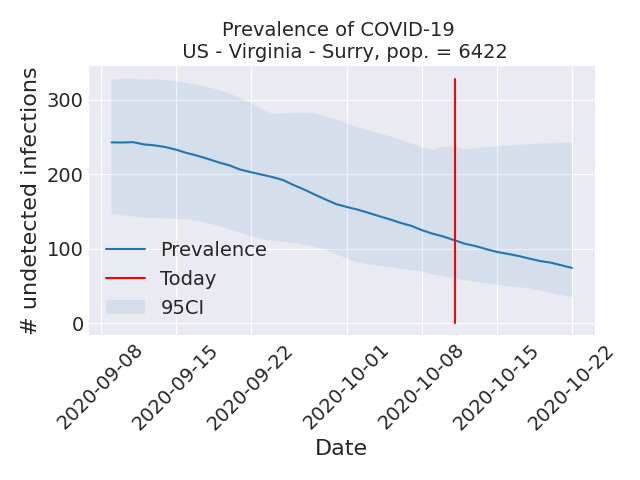 Prevalence of COVID-19
US - Virginia - Surry, pop. = 6422
# undetected infections
300
200
100
0
Prevalence
Today
95CI
2020-09-08
2020-09-15
2020-09-22
2020-10-01
2020-10-08
2020-10-15
2020-10-22
Date